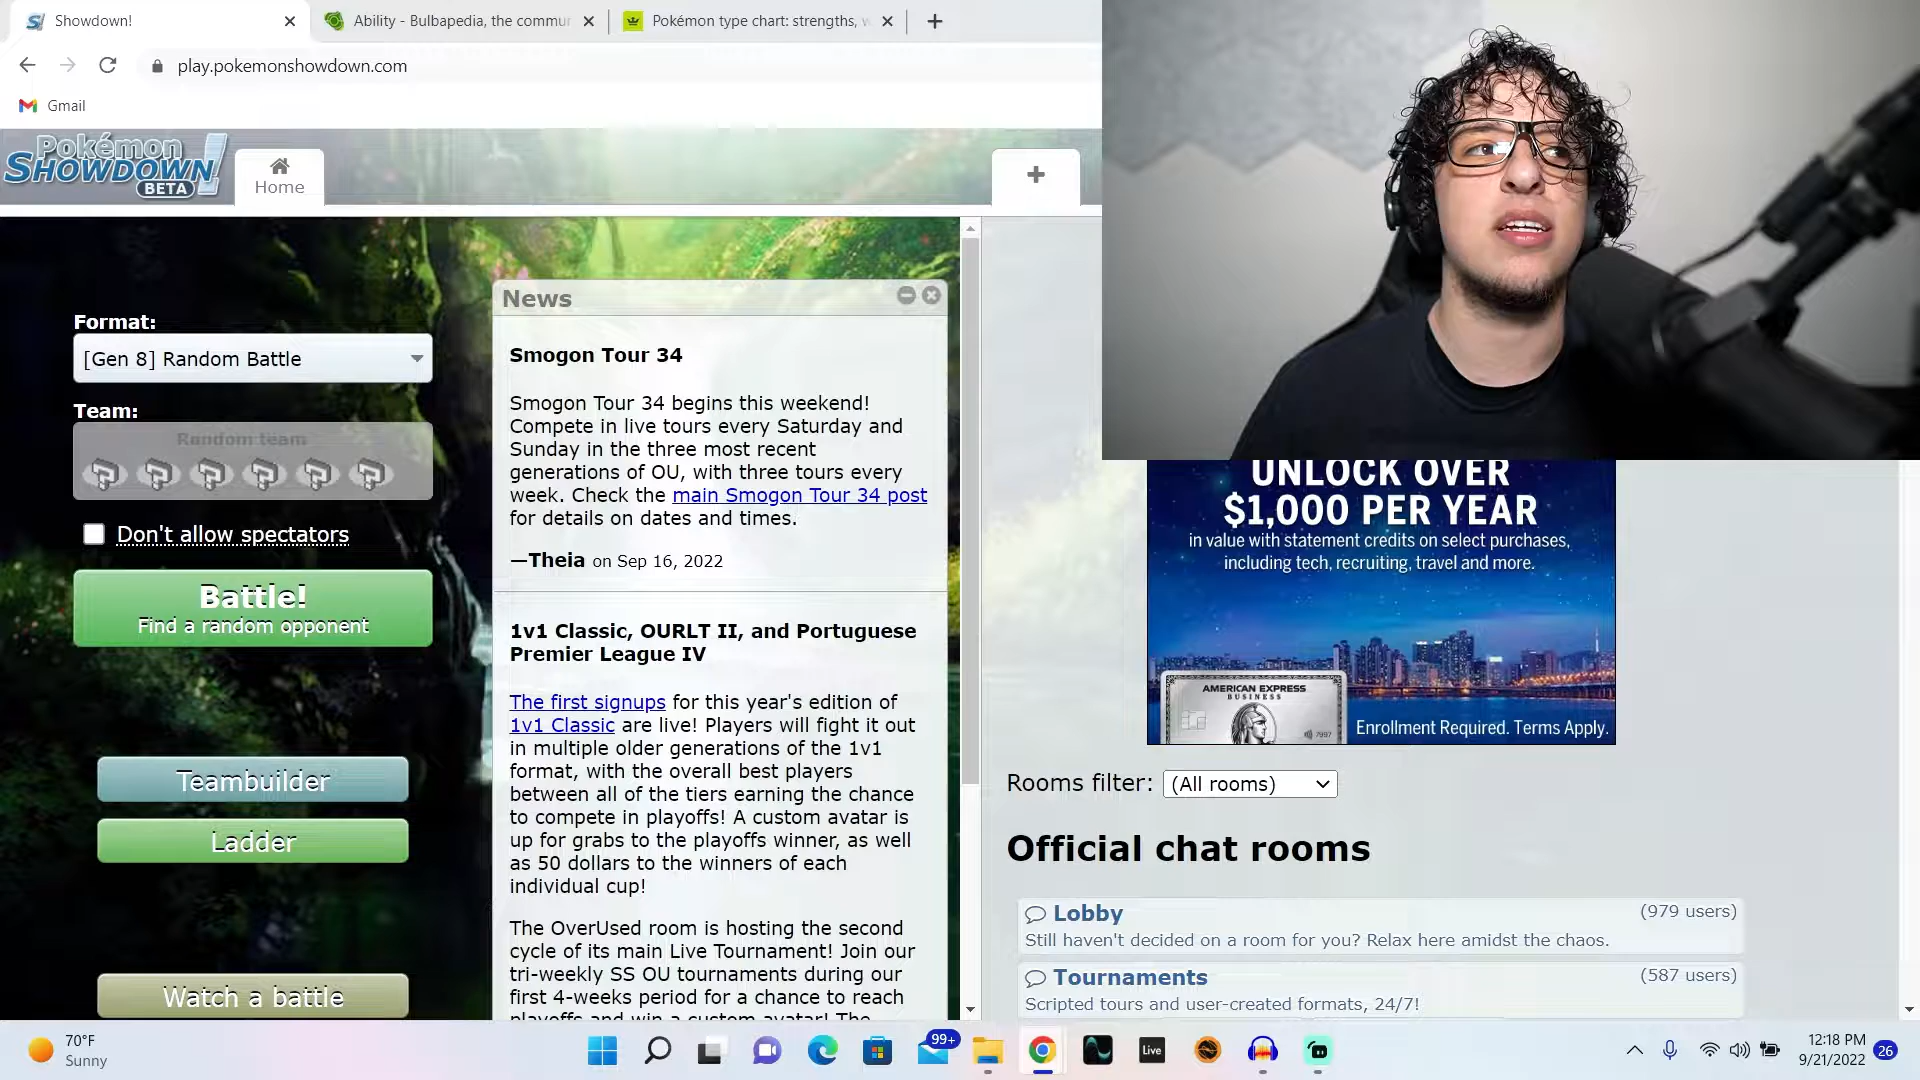 Showdown!
Ability - Bulbapedia, the commun
Pokémon type chart: strengths, w
play.pokemonshowdown.com
Gmail
Pokémon
SHOWDOWN!
BETA
Home
Format:
[Gen 8] Random Battle
Team:
Random team
Don't allow spectators
Battle!
Find a random opponent
Teambuilder
Ladder
Watch a battle
News
Smogon Tour 34
Smogon Tour 34 begins this weekend!
Compete in live tours every Saturday and
Sunday in the three most recent
generations of OU, with three tours every
week. Check the main Smogon Tour 34 post
for details on dates and times.
—Theia on Sep 16, 2022
1v1 Classic, OURLT II, and Portuguese
Premier League IV
The first signups for this year's edition of
1v1 Classic are live! Players will fight it out
in multiple older generations of the 1v1
format, with the overall best players
between all of the tiers earning the chance
to compete in playoffs! A custom avatar is
up for grabs to the playoffs winner, as well
as 50 dollars to the winners of each
individual cup!
The OverUsed room is hosting the second
cycle of its main Live Tournament! Join our
tri-weekly SS OU tournaments during our
first 4-weeks period for a chance to reach
playoffs and win a custom avatar! The
UNLOCK OVER
$1,000 PER YEAR
in value with statement credits on select purchases,
including tech, recruiting, travel and more.
AMERICAN EXPRESS
BUSINESS
7997
Enrollment Required. Terms Apply.
Rooms filter: (All rooms)
Official chat rooms
Lobby (979 users)
Still haven't decided on a room for you? Relax here amidst the chaos.
Tournaments (587 users)
Scripted tours and user-created formats, 24/7!
70°F
Sunny
99+
Live
12:18 PM
9/21/2022
26